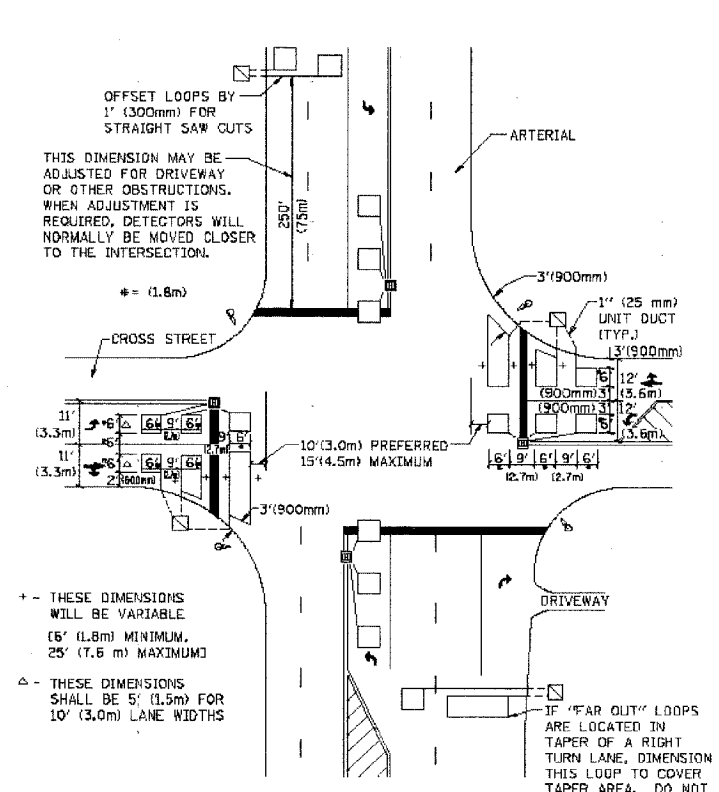 OFFSET LOOPS BY
1' (300mm) FOR
STRAIGHT SAW CUTS
THIS DIMENSION MAY BE
ADJUSTED FOR DRIVEWAY
OR OTHER OBSTRUCTIONS.
WHEN ADJUSTMENT IS
REQUIRED, DETECTORS WILL
NORMALLY BE MOVED CLOSER
TO THE INTERSECTION.
250'
(75m)
ARTERIAL
* = (1.8m)
CROSS STREET
3'(900mm)
1" (25 mm)
UNIT DUCT
(TYP.)
3'(900mm)
6'
12'
(3.6m)
(900mm) 3'
(900mm) 3'
12'
6'
(3.6m)
6' 9' 6' 9' 6'
(2.7m) (2.7m)
11'
(3.3m)
11'
(3.3m)
*6'
*6'
*6'
2'
(600mm)
6' 9' 6'
6' 9' 6'
9' 6'
(2.7m)
10'(3.0m) PREFERRED
15'(4.5m) MAXIMUM
3'(900mm)
+ - THESE DIMENSIONS
WILL BE VARIABLE
[6' (1.8m) MINIMUM,
25' (7.6 m) MAXIMUM]
△ - THESE DIMENSIONS
SHALL BE 5' (1.5m) FOR
10' (3.0m) LANE WIDTHS
DRIVEWAY
IF "FAR OUT" LOOPS
ARE LOCATED IN
TAPER OF A RIGHT
TURN LANE, DIMENSION
THIS LOOP TO COVER
TAPER AREA. DO NOT